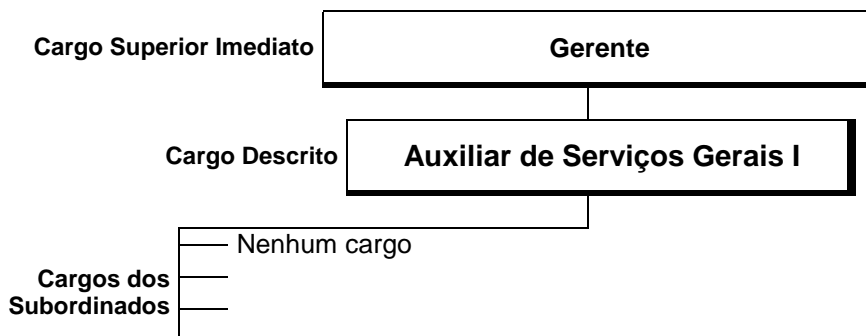 Cargo Superior Imediato
Gerente
Cargo Descrito
Auxiliar de Serviços Gerais I
Nenhum cargo
Cargos dos
Subordinados